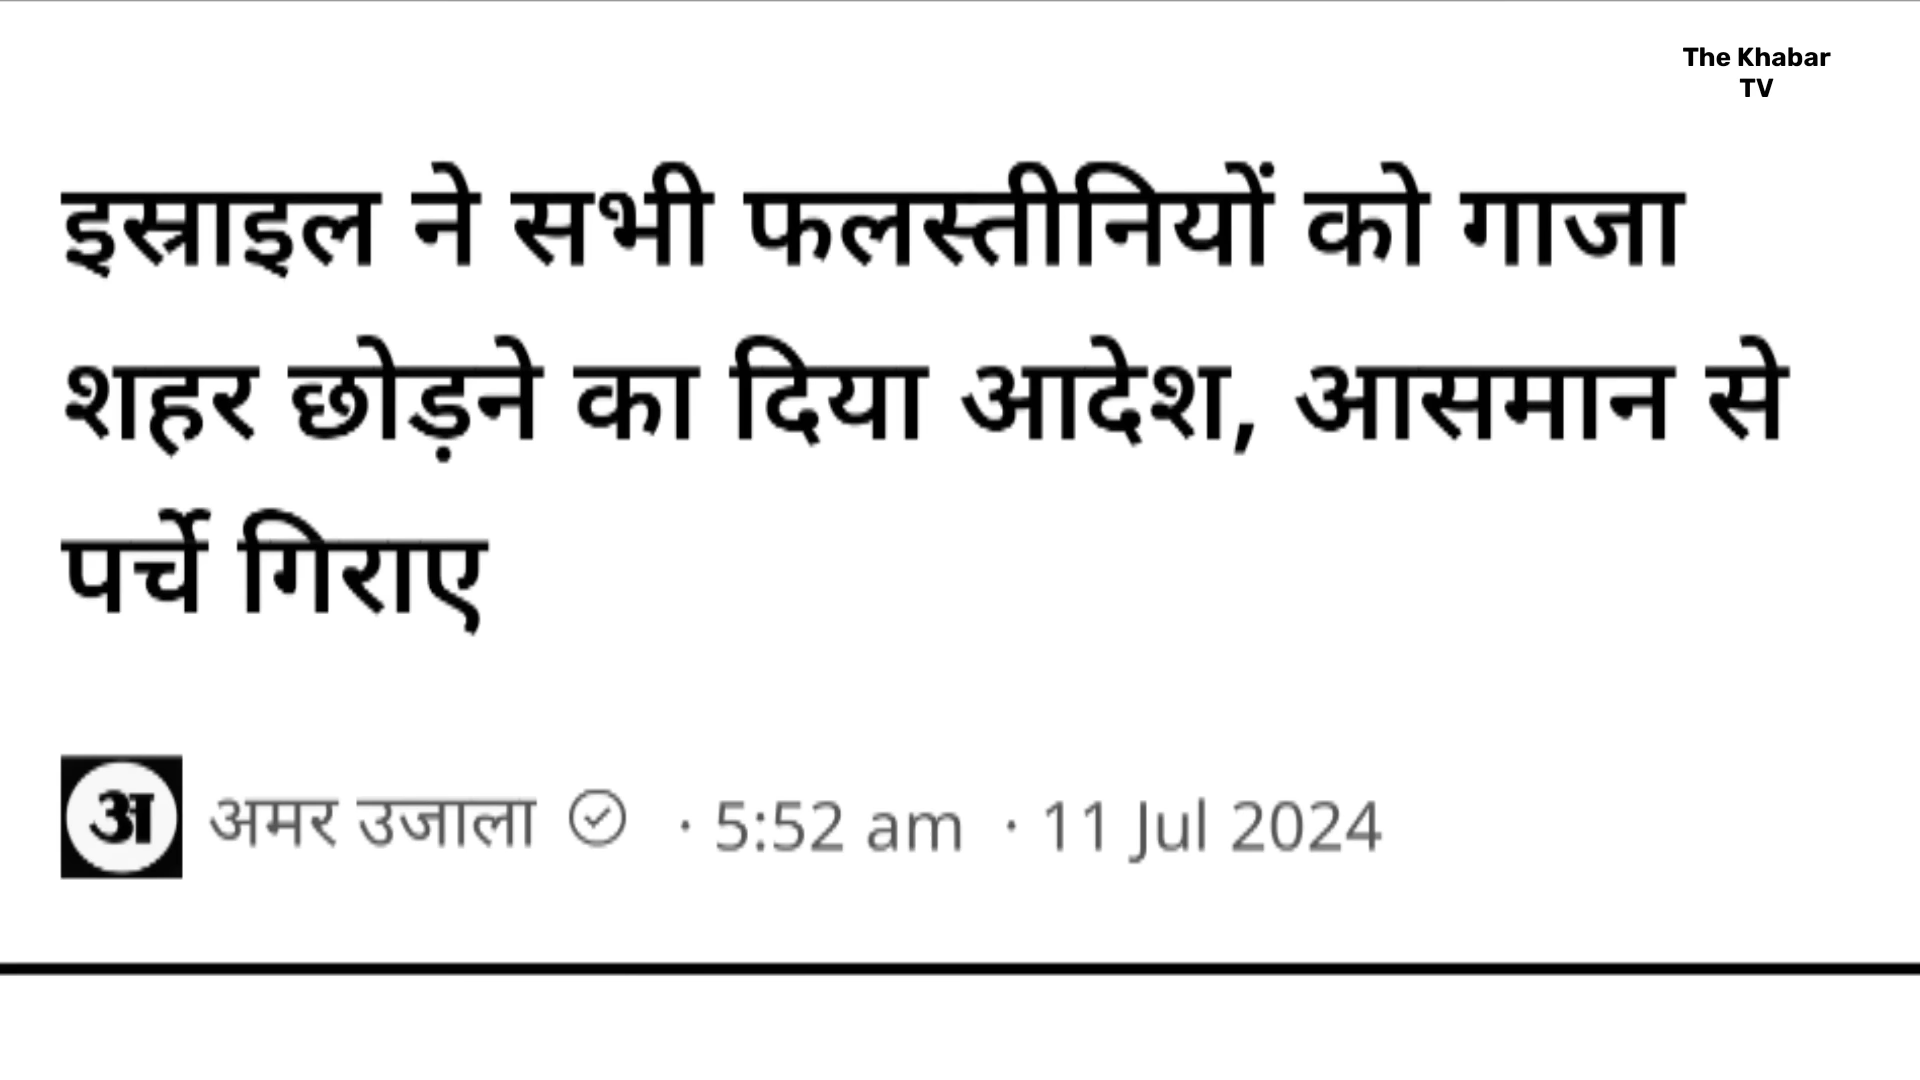 The Khabar
TV
इस्राइल ने सभी फलस्तीनियों को गाजा
शहर छोड़ने का दिया आदेश, आसमान से
पर्चे गिराए
अ अमर उजाला · 5:52 am · 11 Jul 2024